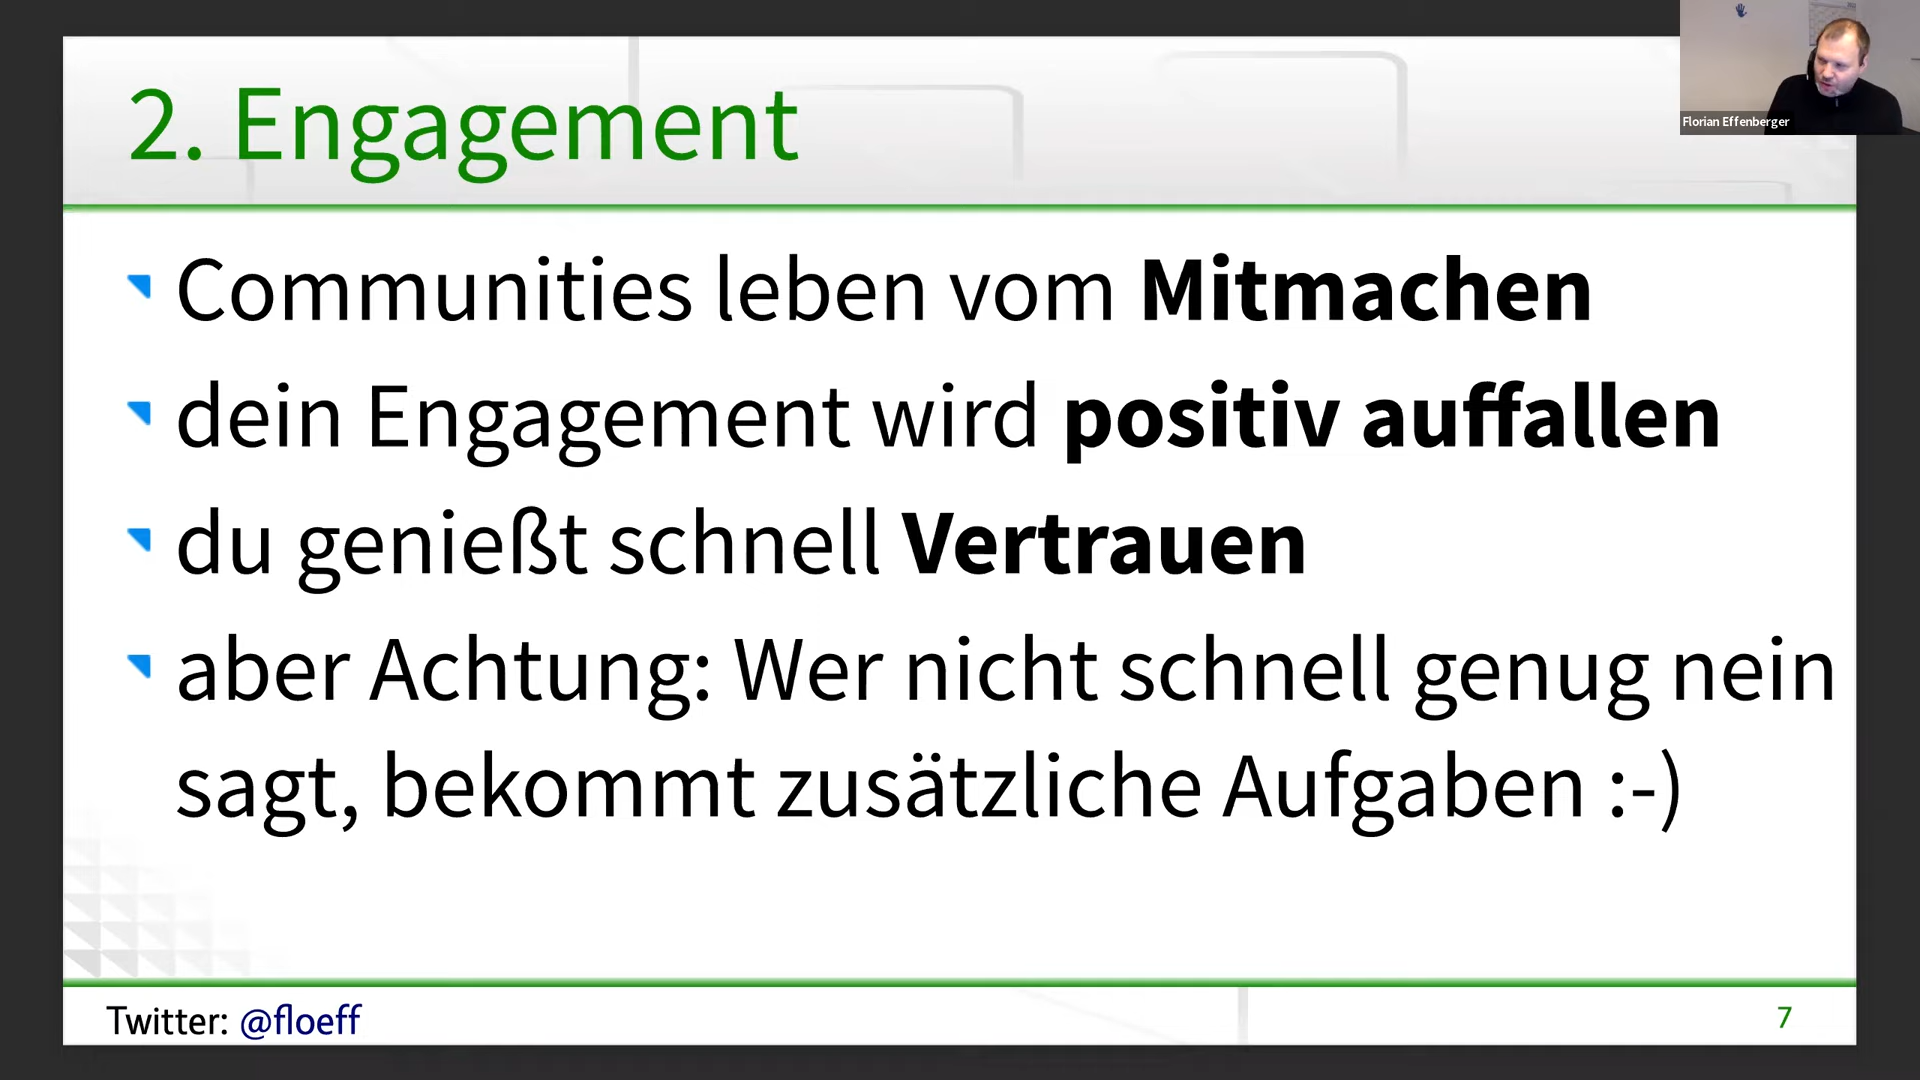 2. Engagement
Florian Effenberger
Communities leben vom Mitmachen
dein Engagement wird positiv auffallen
du genießt schnell Vertrauen
aber Achtung: Wer nicht schnell genug nein
sagt, bekommt zusätzliche Aufgaben :-)
Twitter: @floeff
7